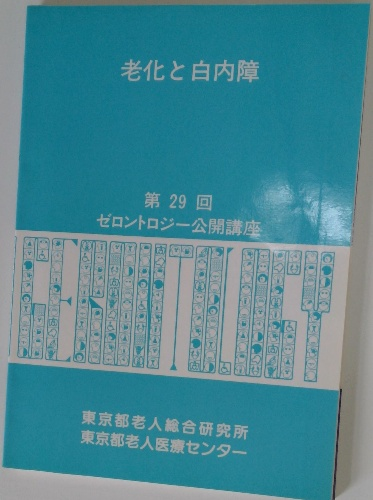 老化と白内障
第29回
ゼロントロジー公開講座
GERONTOLOGY
東京都老人総合研究所
東京都老人医療センター